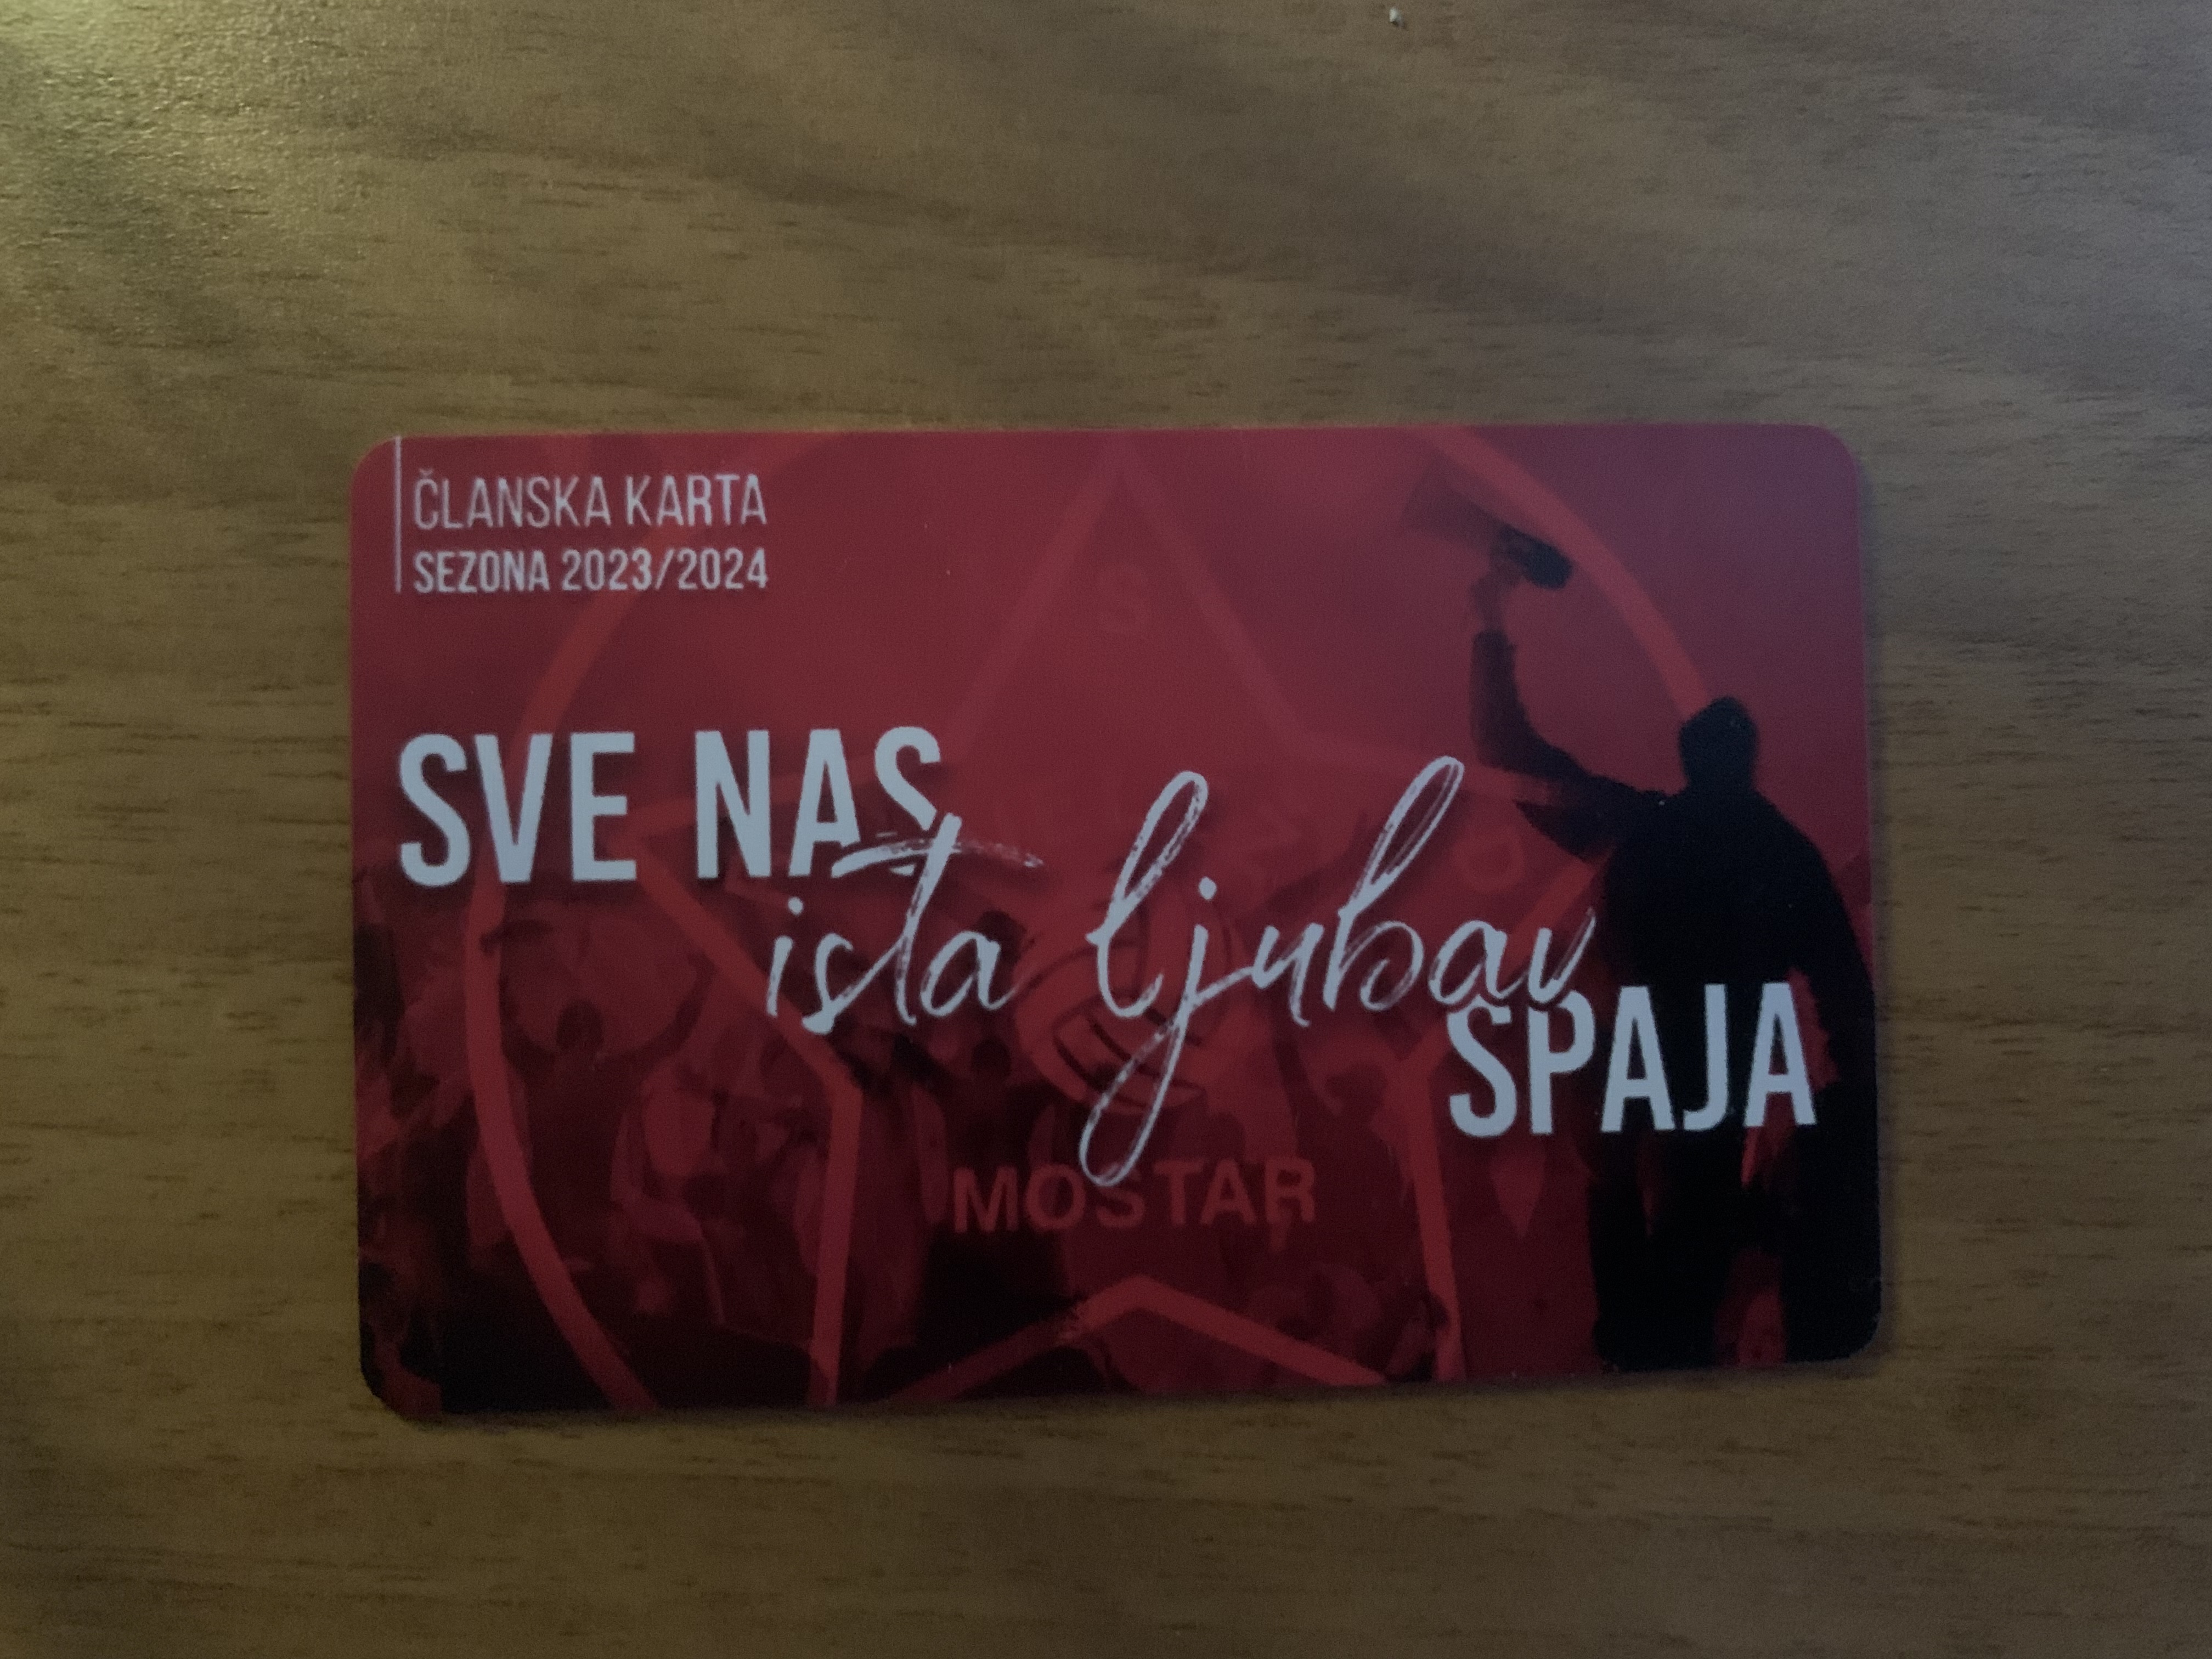 ČLANSKA KARTA
SEZONA 2023/2024
S
SVE NAS
ista ljubav
SPAJA
MOSTAR